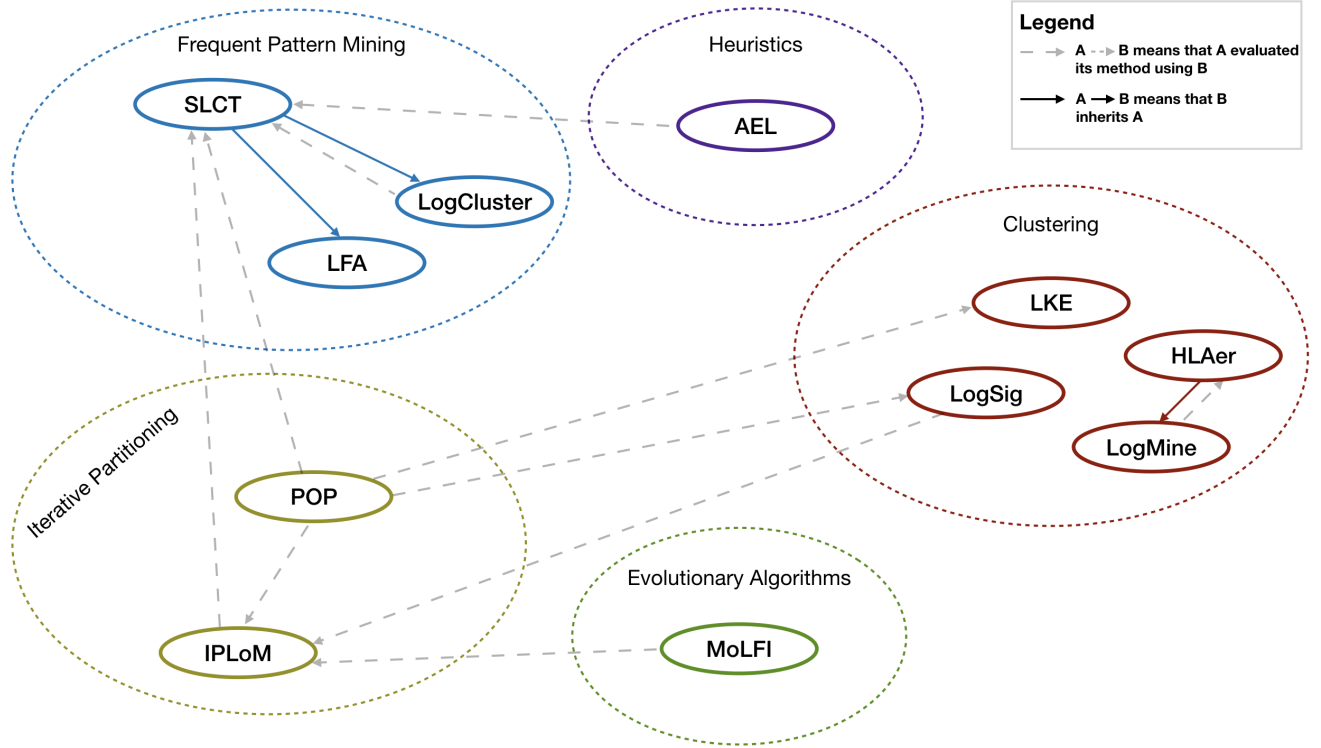 Frequent Pattern Mining
SLCT
LogCluster
LFA
Heuristics
AEL
Legend
A B means that A evaluated
its method using B
A B means that B
inherits A
Clustering
LKE
HLAer
LogSig
LogMine
Iterative Partitioning
POP
IPLoM
Evolutionary Algorithms
MoLFI